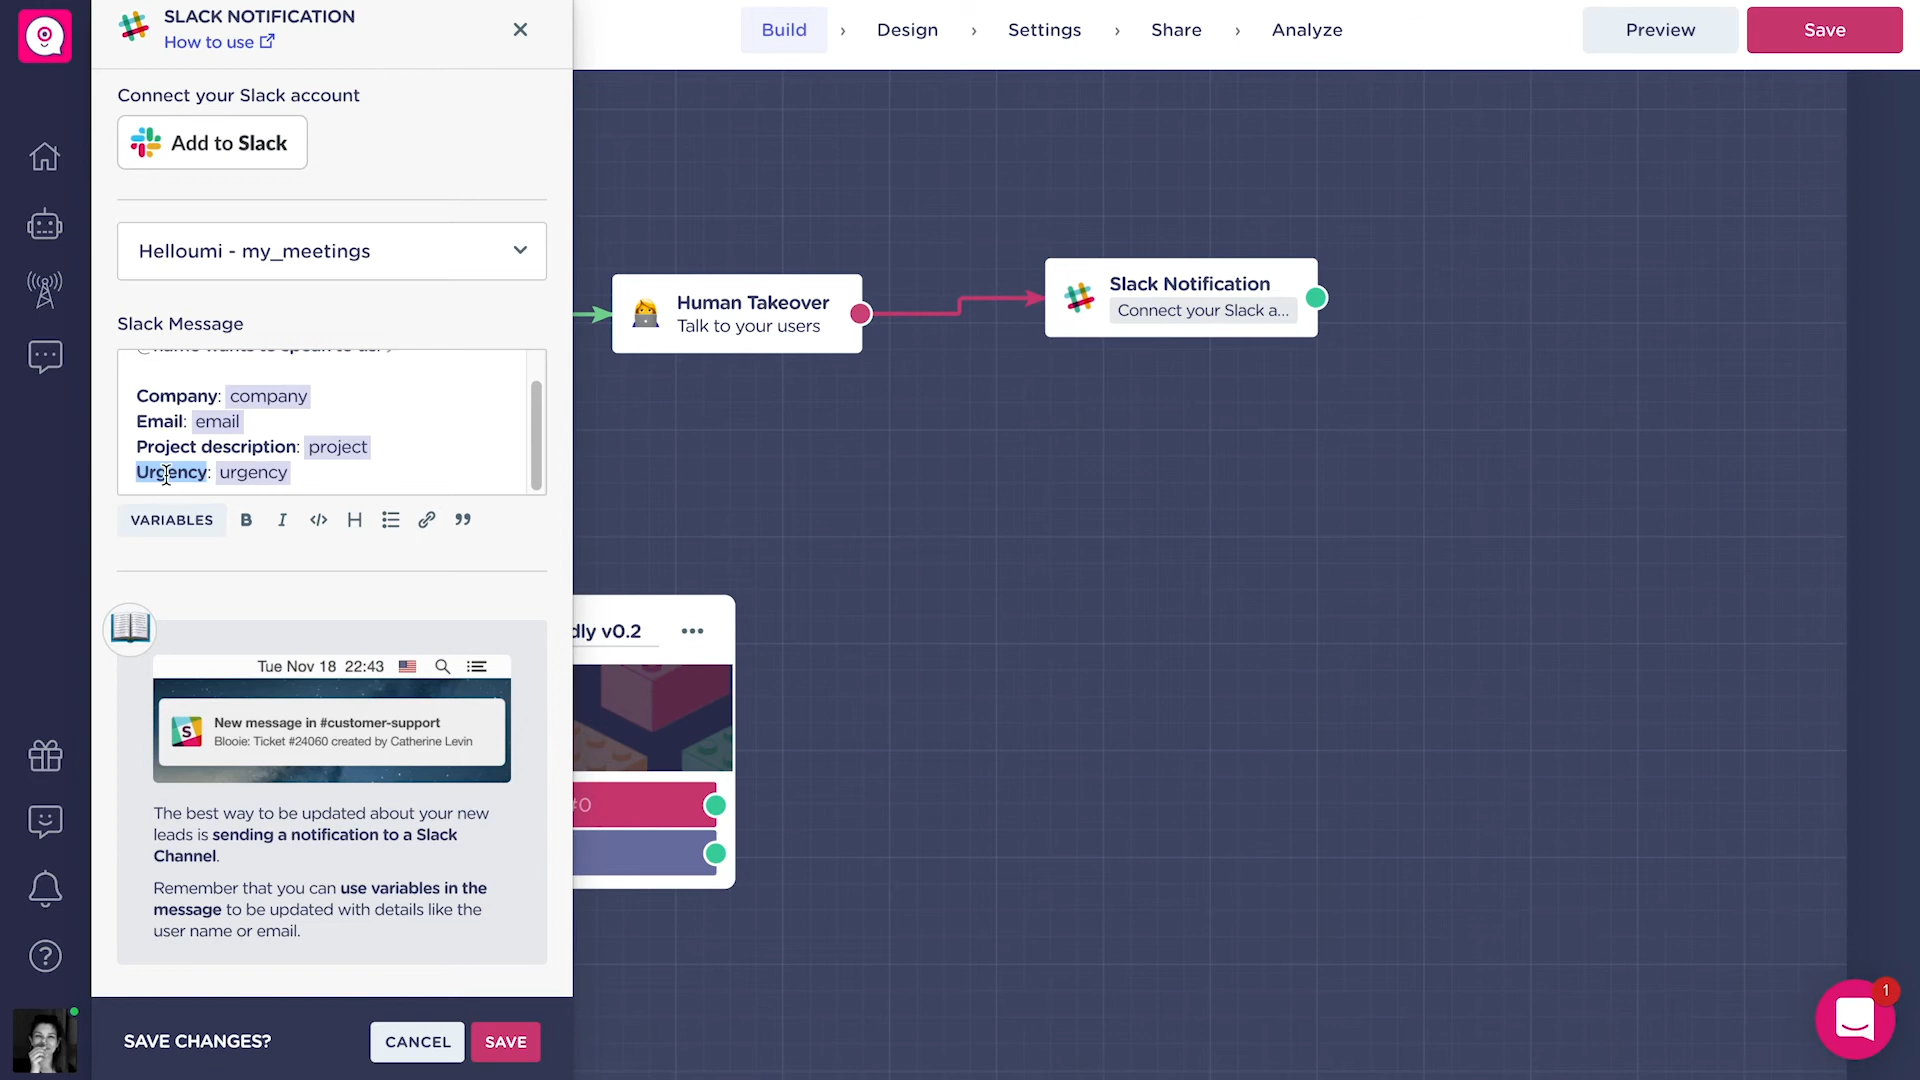 SLACK NOTIFICATION
How to use
Build
Design
Settings
Share
Analyze
Preview
Save
Connect your Slack account
Add to Slack
Helloumi - my_meetings
Slack Message
Company: company
Email: email
Project description: project
Urgency: urgency
VARIABLES
B I </> H
Tue Nov 18 22:43
S
New message in #customer-support
Blooie: Ticket #24060 created by Catherine Levin
The best way to be updated about your new
leads is sending a notification to a Slack
Channel.
Remember that you can use variables in the
message to be updated with details like the
user name or email.
SAVE CHANGES?
CANCEL
SAVE
Human Takeover
Talk to your users
Slack Notification
Connect your Slack a...
dly v0.2
#0
1